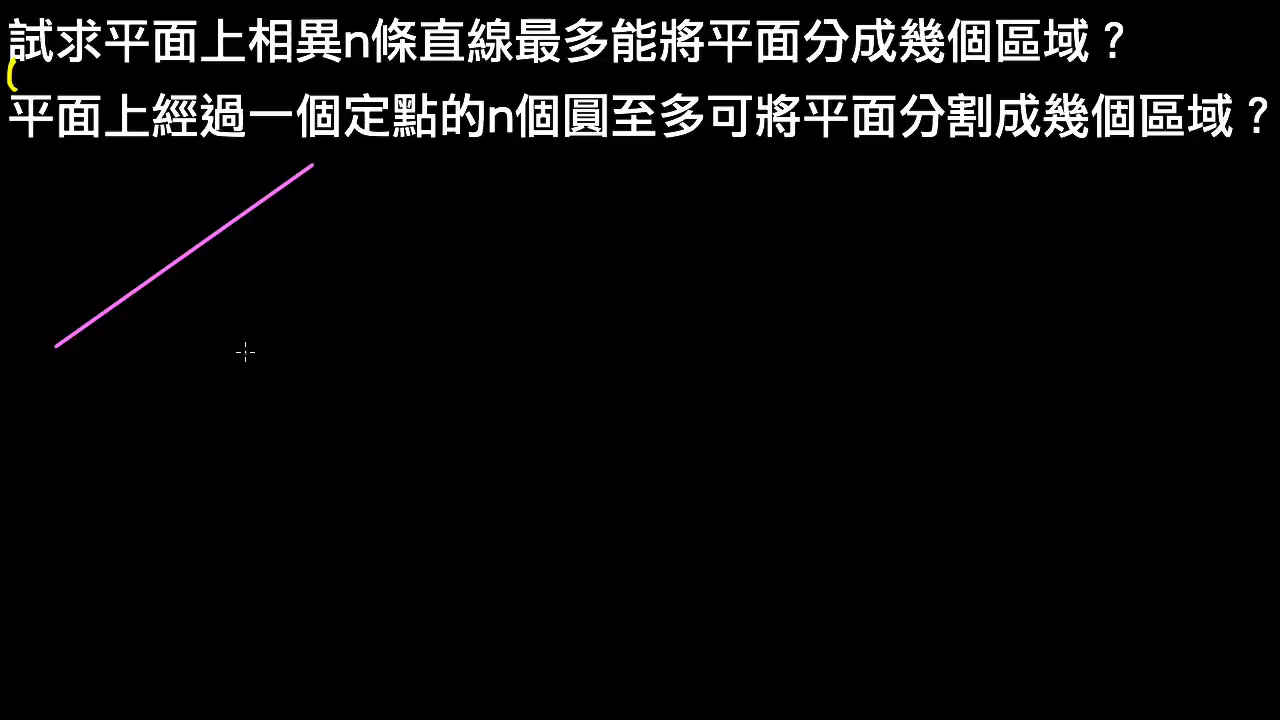 試求平面上相異n條直線最多能將平面分成幾個區域？
平面上經過一個定點的n個圓至多可將平面分割成幾個區域？